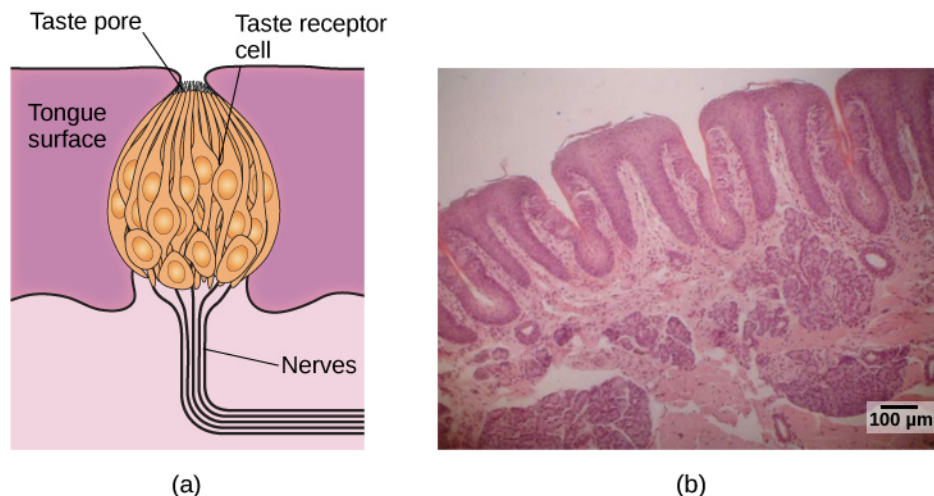 Taste pore
Taste receptor
cell
Tongue
surface
Nerves
100 µm
(a)
(b)